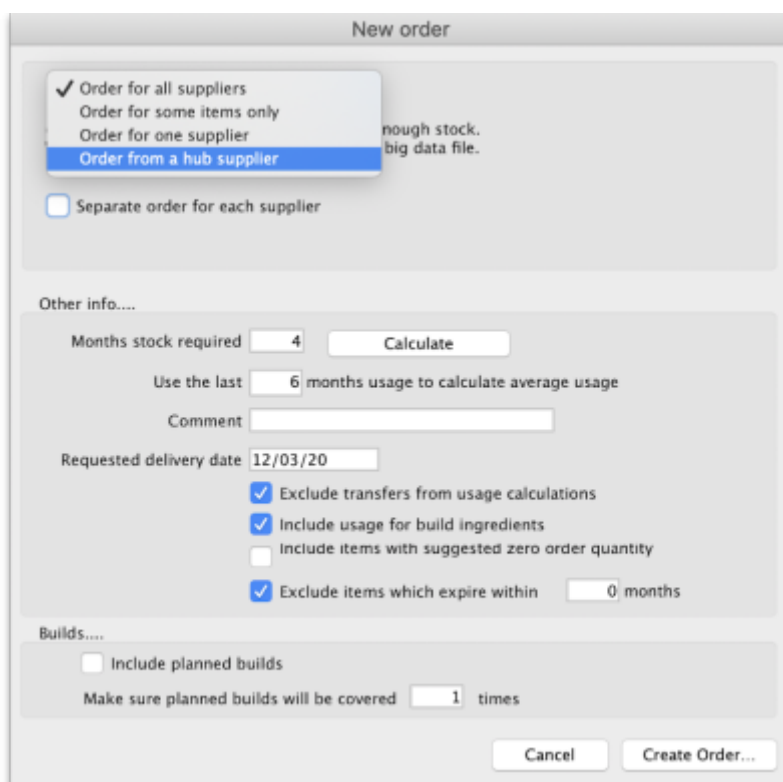 New order
Order for all suppliers
Order for some items only
Order for one supplier
nough stock.
Order from a hub supplier
big data file.
Separate order for each supplier
Other info....
Months stock required 4 Calculate
Use the last 6 months usage to calculate average usage
Comment
Requested delivery date 12/03/20
Exclude transfers from usage calculations
Include usage for build ingredients
Include items with suggested zero order quantity
Exclude items which expire within 0 months
Builds....
Include planned builds
Make sure planned builds will be covered 1 times
Cancel Create Order...